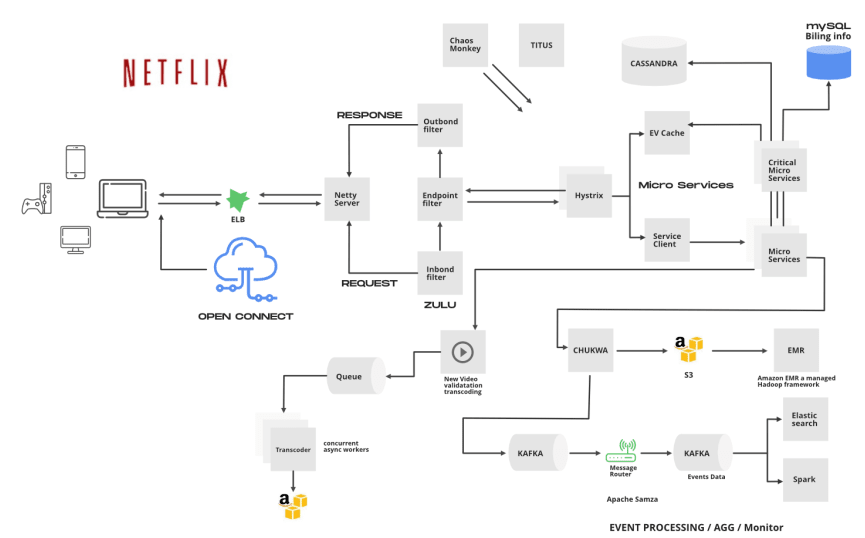 mySQL
Biling info
Chaos
Monkey
TITUS
CASSANDRA
NETFLIX
RESPONSE
Outbond
filter
EV Cache
Critical
Micro
Services
Netty
Server
Endpoint
filter
Hystrix
Micro Services
ELB
Service
Client
Micro
Services
Inbond
filter
REQUEST
ZULU
OPEN CONNECT
CHUKWA
a
S3
EMR
Amazon EMR a managed
Hadoop framework
New Video
validatation
transcoding
Queue
Elastic
search
Transcoder
concurrent
async workers
KAFKA
Message
Router
KAFKA
Events Data
Spark
a
Apache Samza
EVENT PROCESSING / AGG / Monitor